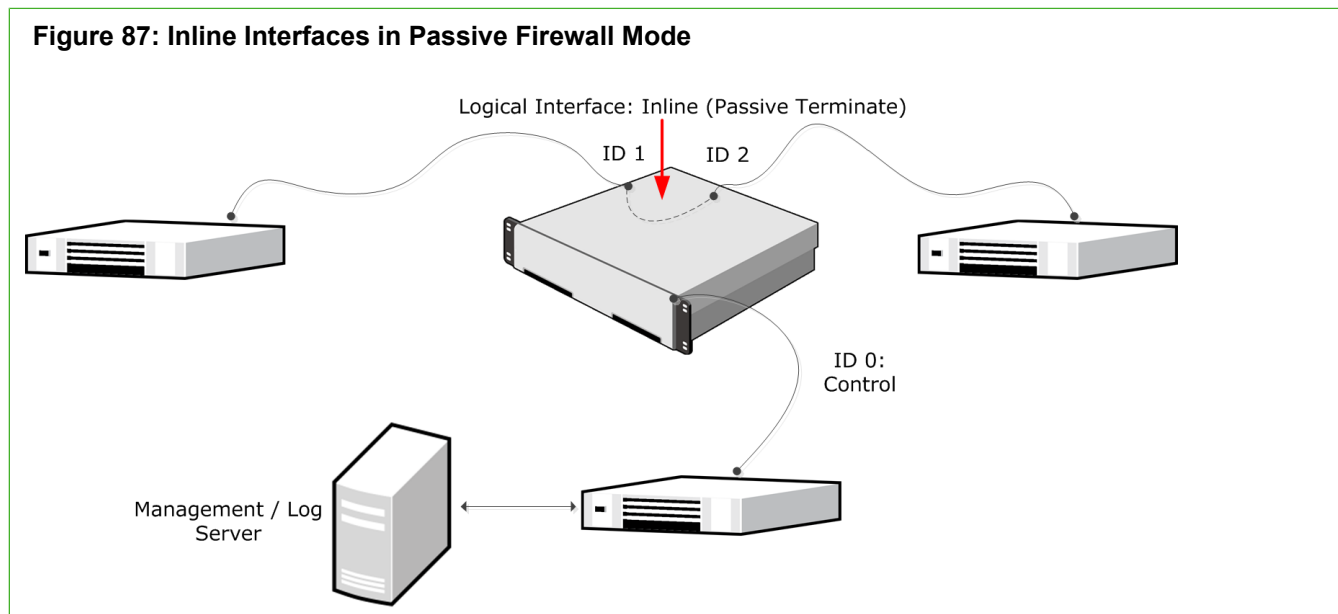 Figure 87: Inline Interfaces in Passive Firewall Mode
Logical Interface: Inline (Passive Terminate)
ID 1
ID 2
ID 0:
Control
Management / Log
Server